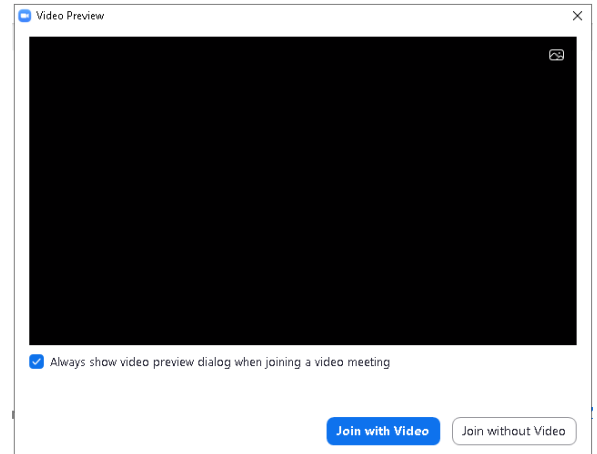 Video Preview
Always show video preview dialog when joining a video meeting
Join with Video
Join without Video